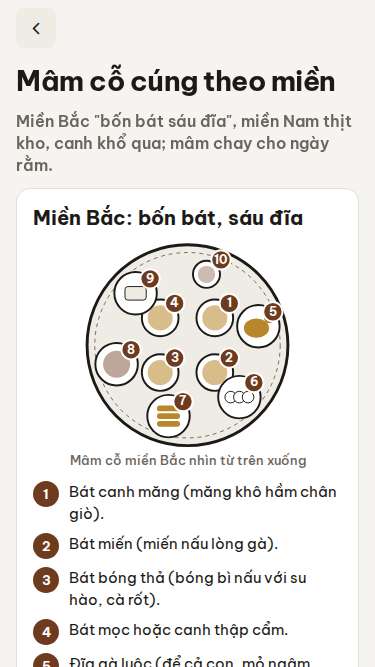 Mâm cỗ cúng theo miền
Miền Bắc "bốn bát sáu đĩa", miền Nam thịt
kho, canh khổ qua; mâm chay cho ngày
rằm.
Miền Bắc: bốn bát, sáu đĩa
10
9
4
1
5
8
3
2
6
7
Mâm cỗ miền Bắc nhìn từ trên xuống
1 Bát canh măng (măng khô hầm chân
giò).
2 Bát miến (miến nấu lòng gà).
3 Bát bóng thả (bóng bì nấu với su
hào, cà rốt).
4 Bát mọc hoặc canh thập cẩm.
5 Đĩa gà luộc (để cả con, mỏ ngậm